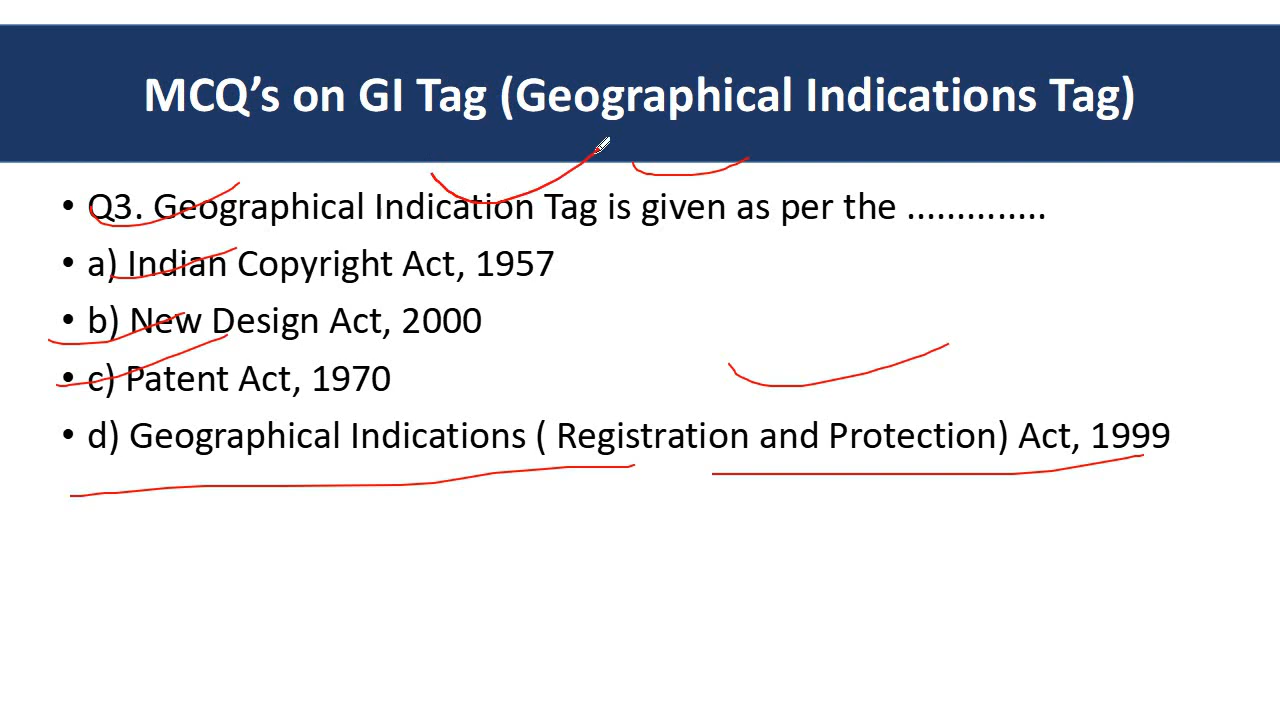 MCQ’s on GI Tag (Geographical Indications Tag)
• Q3. Geographical Indication Tag is given as per the ..............
• a) Indian Copyright Act, 1957
• b) New Design Act, 2000
• c) Patent Act, 1970
• d) Geographical Indications ( Registration and Protection) Act, 1999